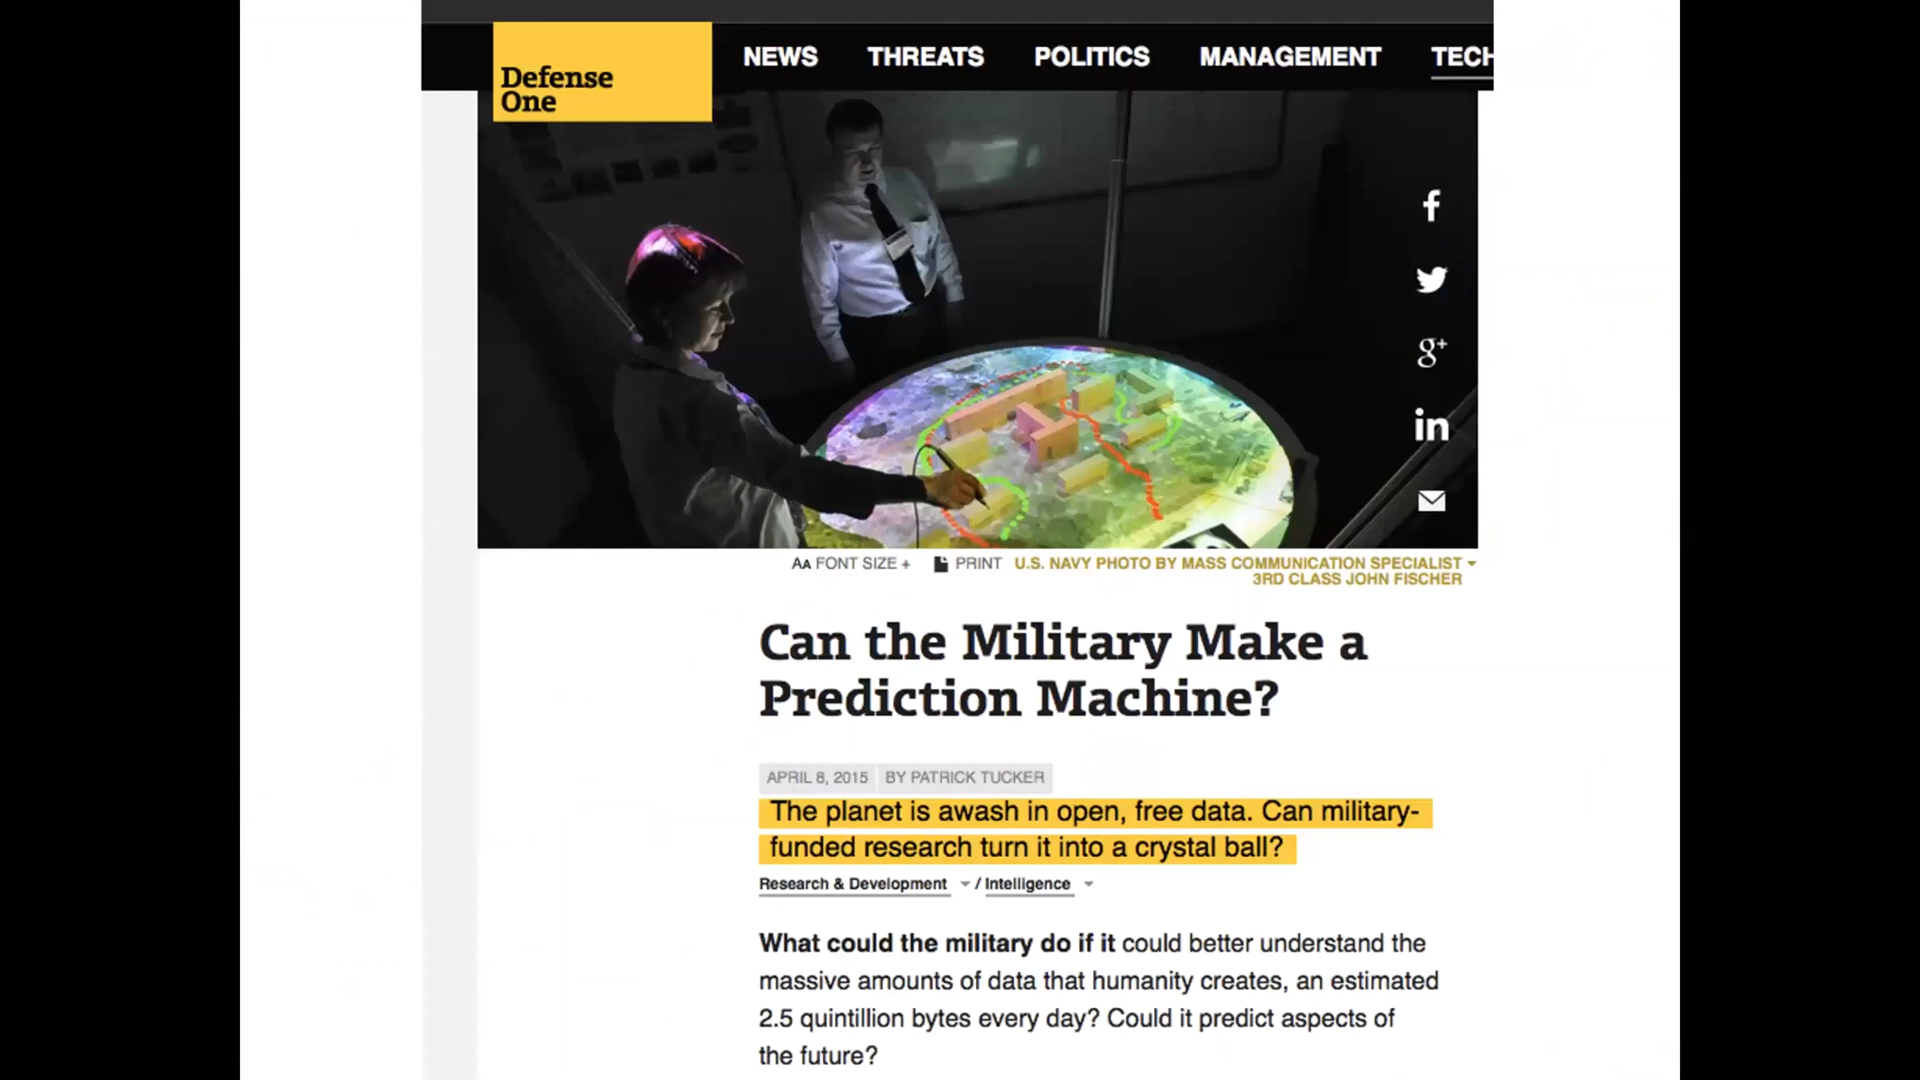 Defense
One
NEWS THREATS POLITICS MANAGEMENT TECH
AA FONT SIZE + PRINT U.S. NAVY PHOTO BY MASS COMMUNICATION SPECIALIST
3RD CLASS JOHN FISCHER
Can the Military Make a
Prediction Machine?
APRIL 8, 2015 BY PATRICK TUCKER
The planet is awash in open, free data. Can military-
funded research turn it into a crystal ball?
Research & Development / Intelligence
What could the military do if it could better understand the
massive amounts of data that humanity creates, an estimated
2.5 quintillion bytes every day? Could it predict aspects of
the future?